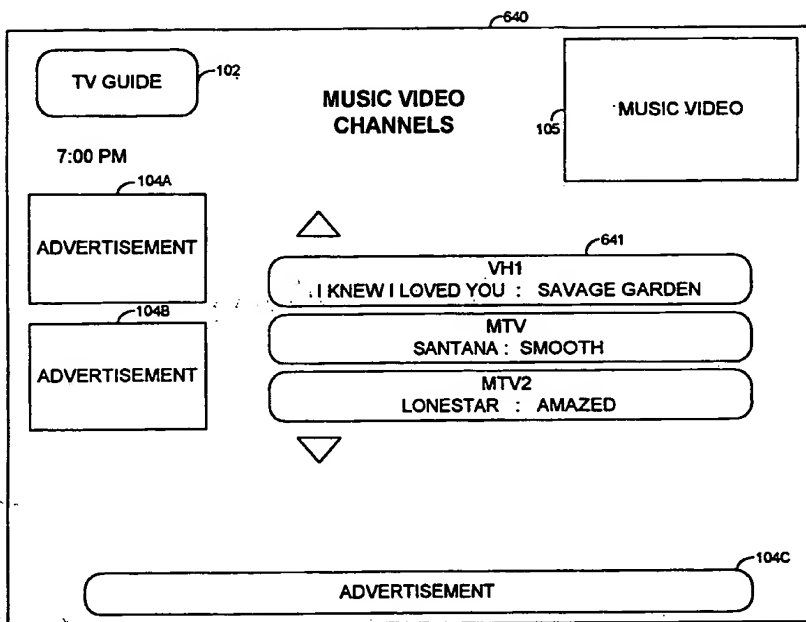 640
TV GUIDE
102
MUSIC VIDEO
CHANNELS
105
MUSIC VIDEO
7:00 PM
104A
ADVERTISEMENT
641
VH1
I KNEW I LOVED YOU : SAVAGE GARDEN
104B
ADVERTISEMENT
MTV
SANTANA : SMOOTH
MTV2
LONESTAR : AMAZED
104C
ADVERTISEMENT